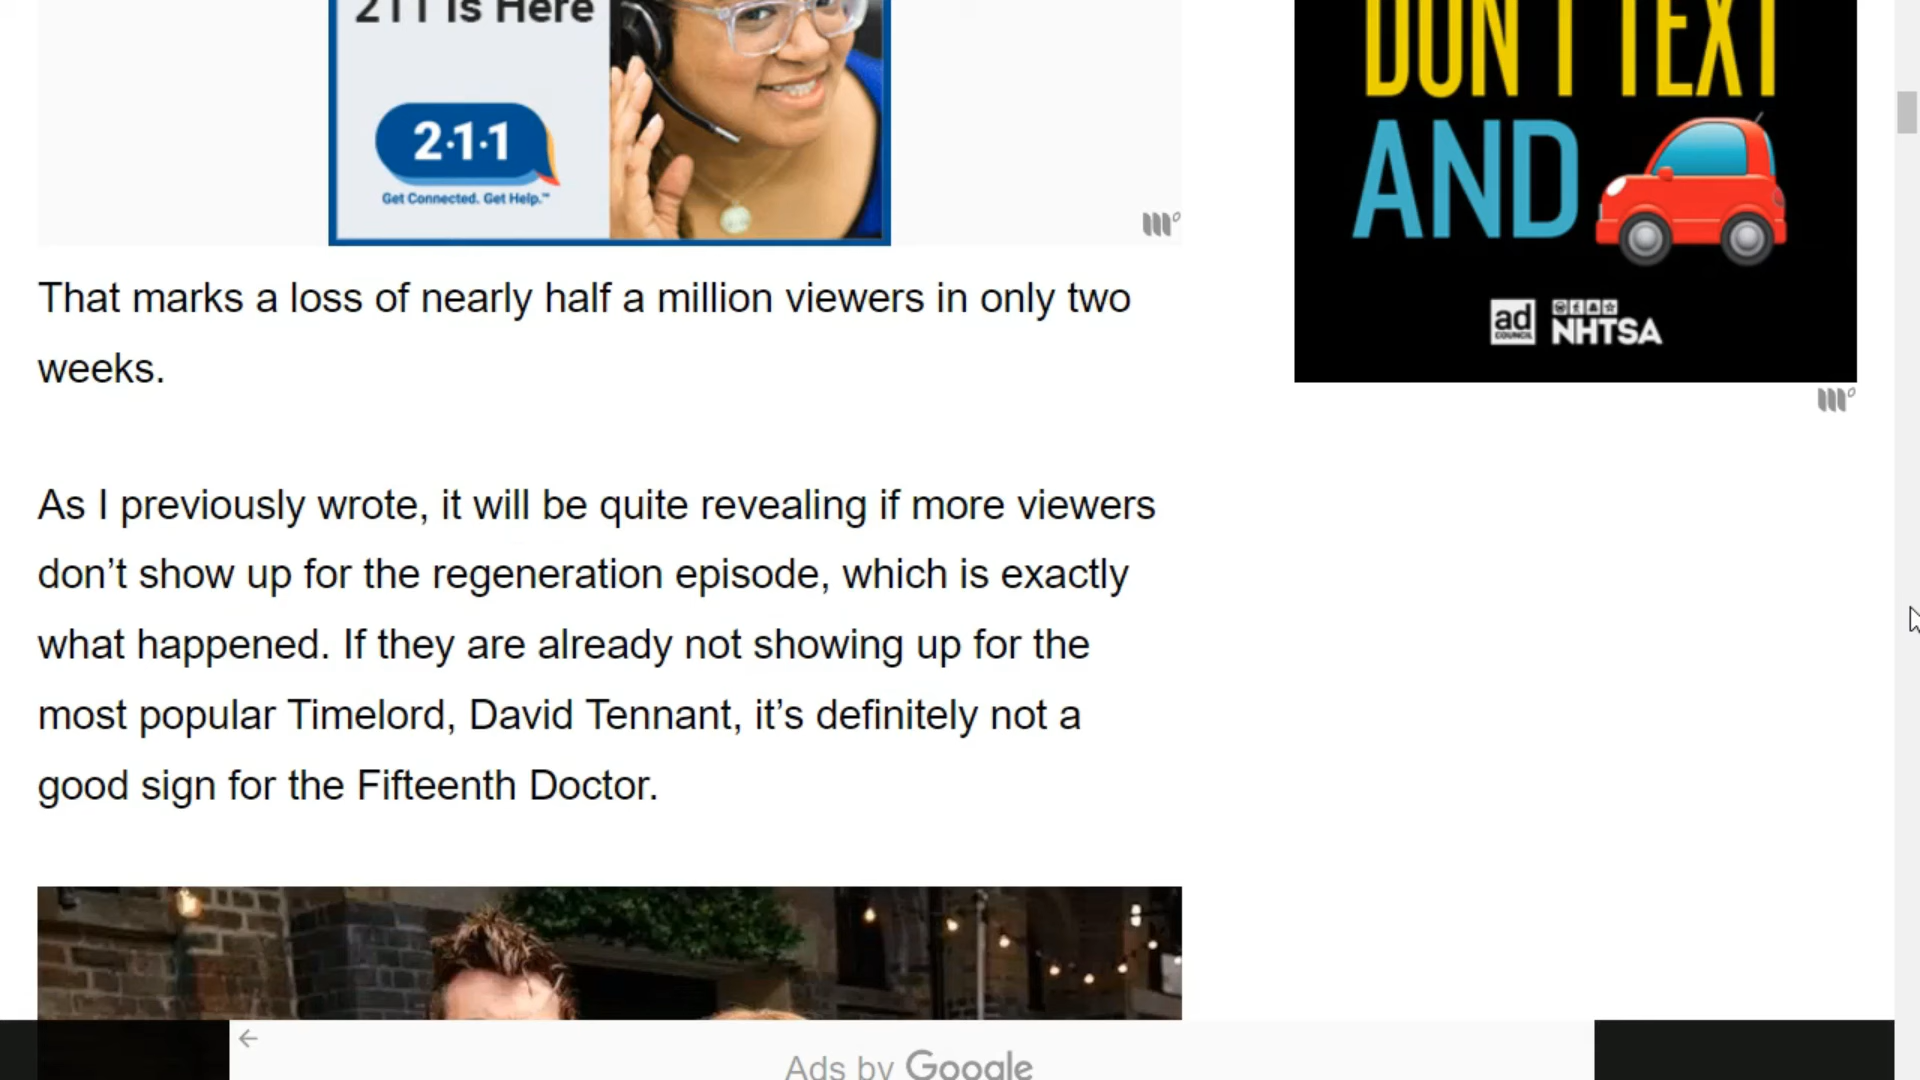 211 Is Here
2·1·1
Get Connected. Get Help.™
DON'T TEXT
AND
ad
COUNCIL
NHTSA
That marks a loss of nearly half a million viewers in only two
weeks.
As I previously wrote, it will be quite revealing if more viewers
don’t show up for the regeneration episode, which is exactly
what happened. If they are already not showing up for the
most popular Timelord, David Tennant, it’s definitely not a
good sign for the Fifteenth Doctor.
Ads by Google